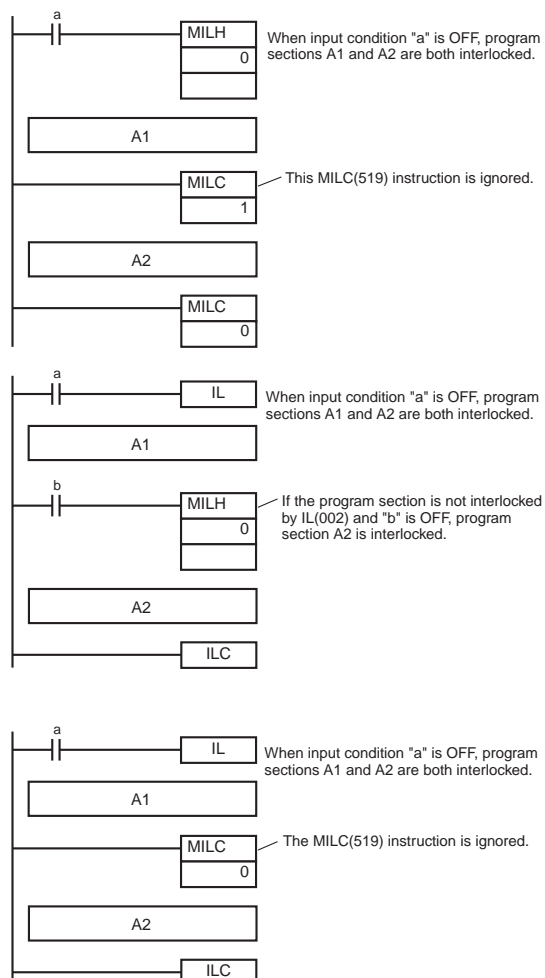 a
MILH
When input condition "a" is OFF, program
sections A1 and A2 are both interlocked.
0
A1
MILC
This MILC(519) instruction is ignored.
1
A2
MILC
0
a
IL
When input condition "a" is OFF, program
sections A1 and A2 are both interlocked.
A1
b
MILH
If the program section is not interlocked
by IL(002) and "b" is OFF, program
section A2 is interlocked.
0
A2
ILC
a
IL
When input condition "a" is OFF, program
sections A1 and A2 are both interlocked.
A1
MILC
The MILC(519) instruction is ignored.
0
A2
ILC